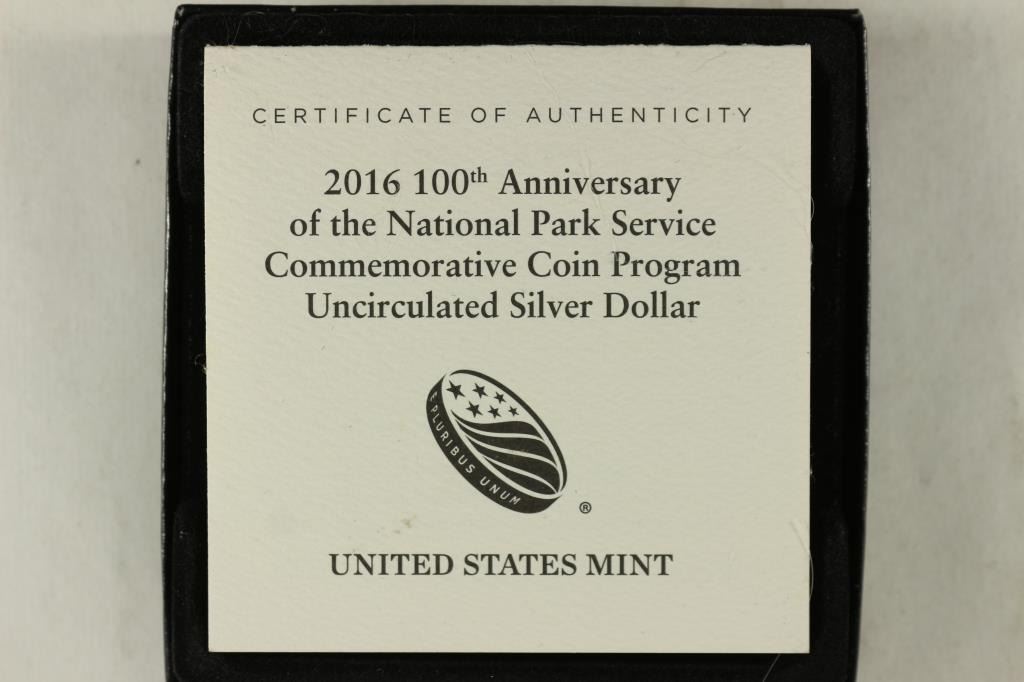 CERTIFICATE OF AUTHENTICITY
2016 100th Anniversary
of the National Park Service
Commemorative Coin Program
Uncirculated Silver Dollar
E PLURIBUS UNUM
®
UNITED STATES MINT